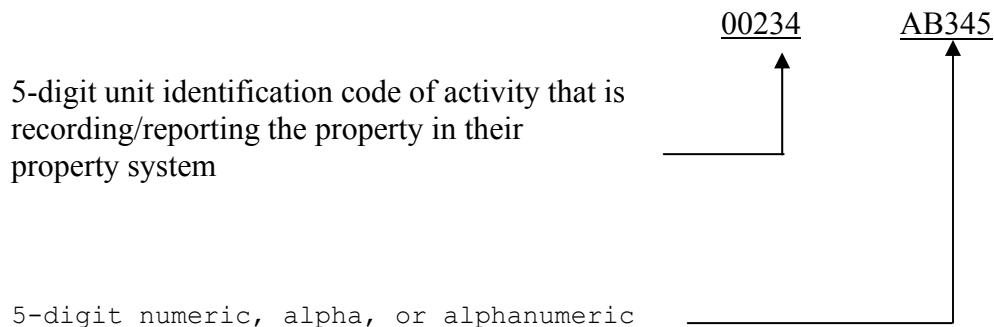 00234 AB345
5-digit unit identification code of activity that is
recording/reporting the property in their
property system
5-digit numeric, alpha, or alphanumeric